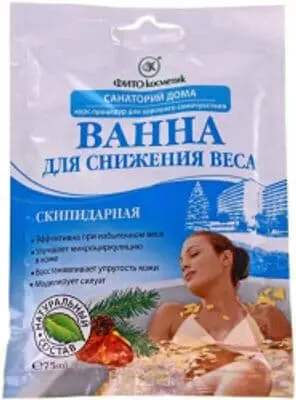 ФК
ФИТОкосметик
САНАТОРИЙ ДОМА
ВАННА
ДЛЯ СНИЖЕНИЯ ВЕСА
СКИПИДАРНАЯ
Эффективна при избыточном весе
Улучшает микроциркуляцию
в коже
Восстанавливает упругость кожи
Моделирует силуэт
НАТУРАЛЬНЫЙ
СОСТАВ
75мл